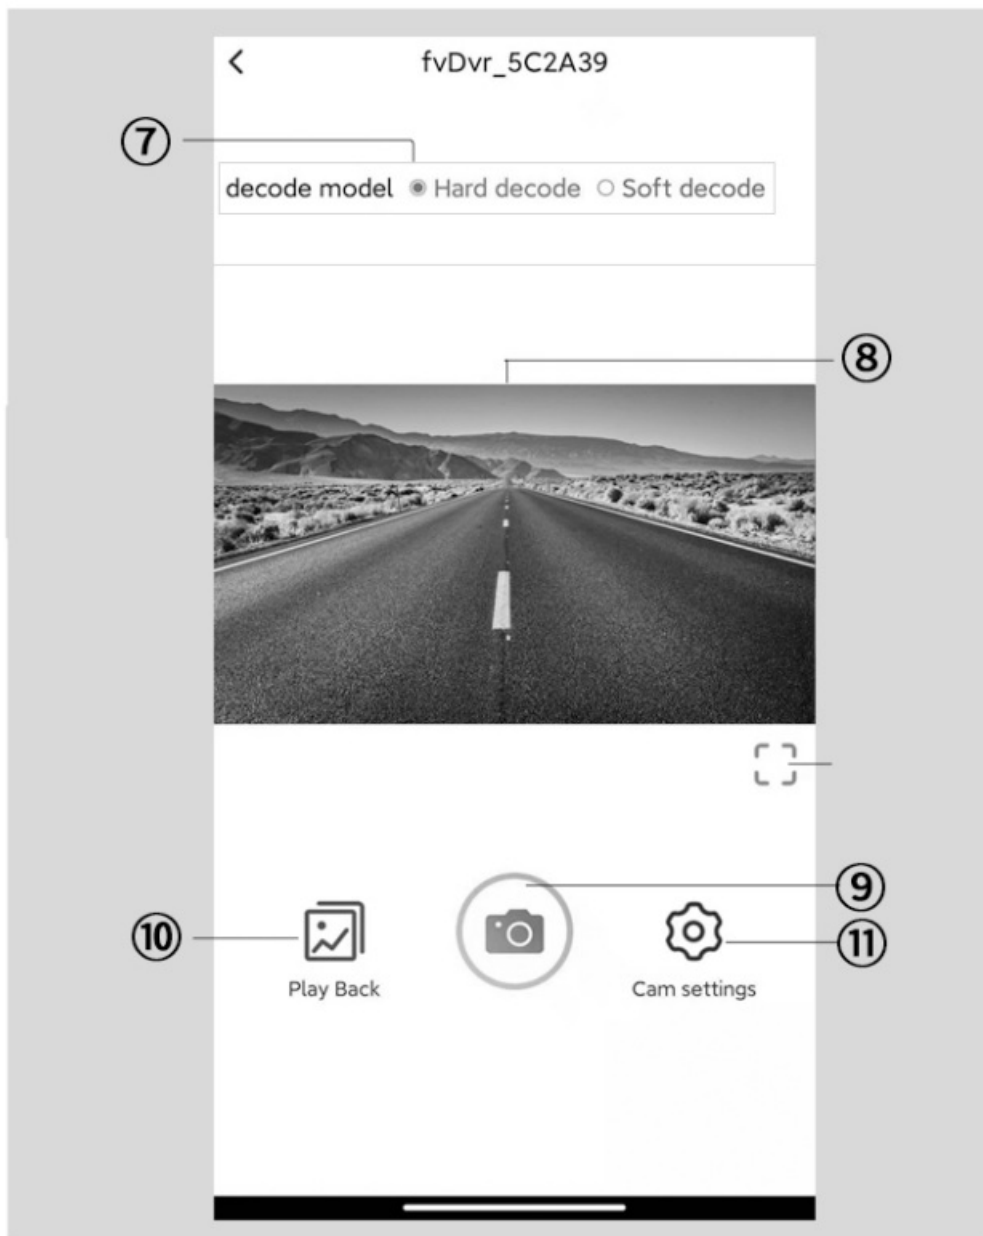 fvDvr_5C2A39
⑦
decode model Hard decode Soft decode
⑧
⑨
⑩
⑪
Play Back
Cam settings